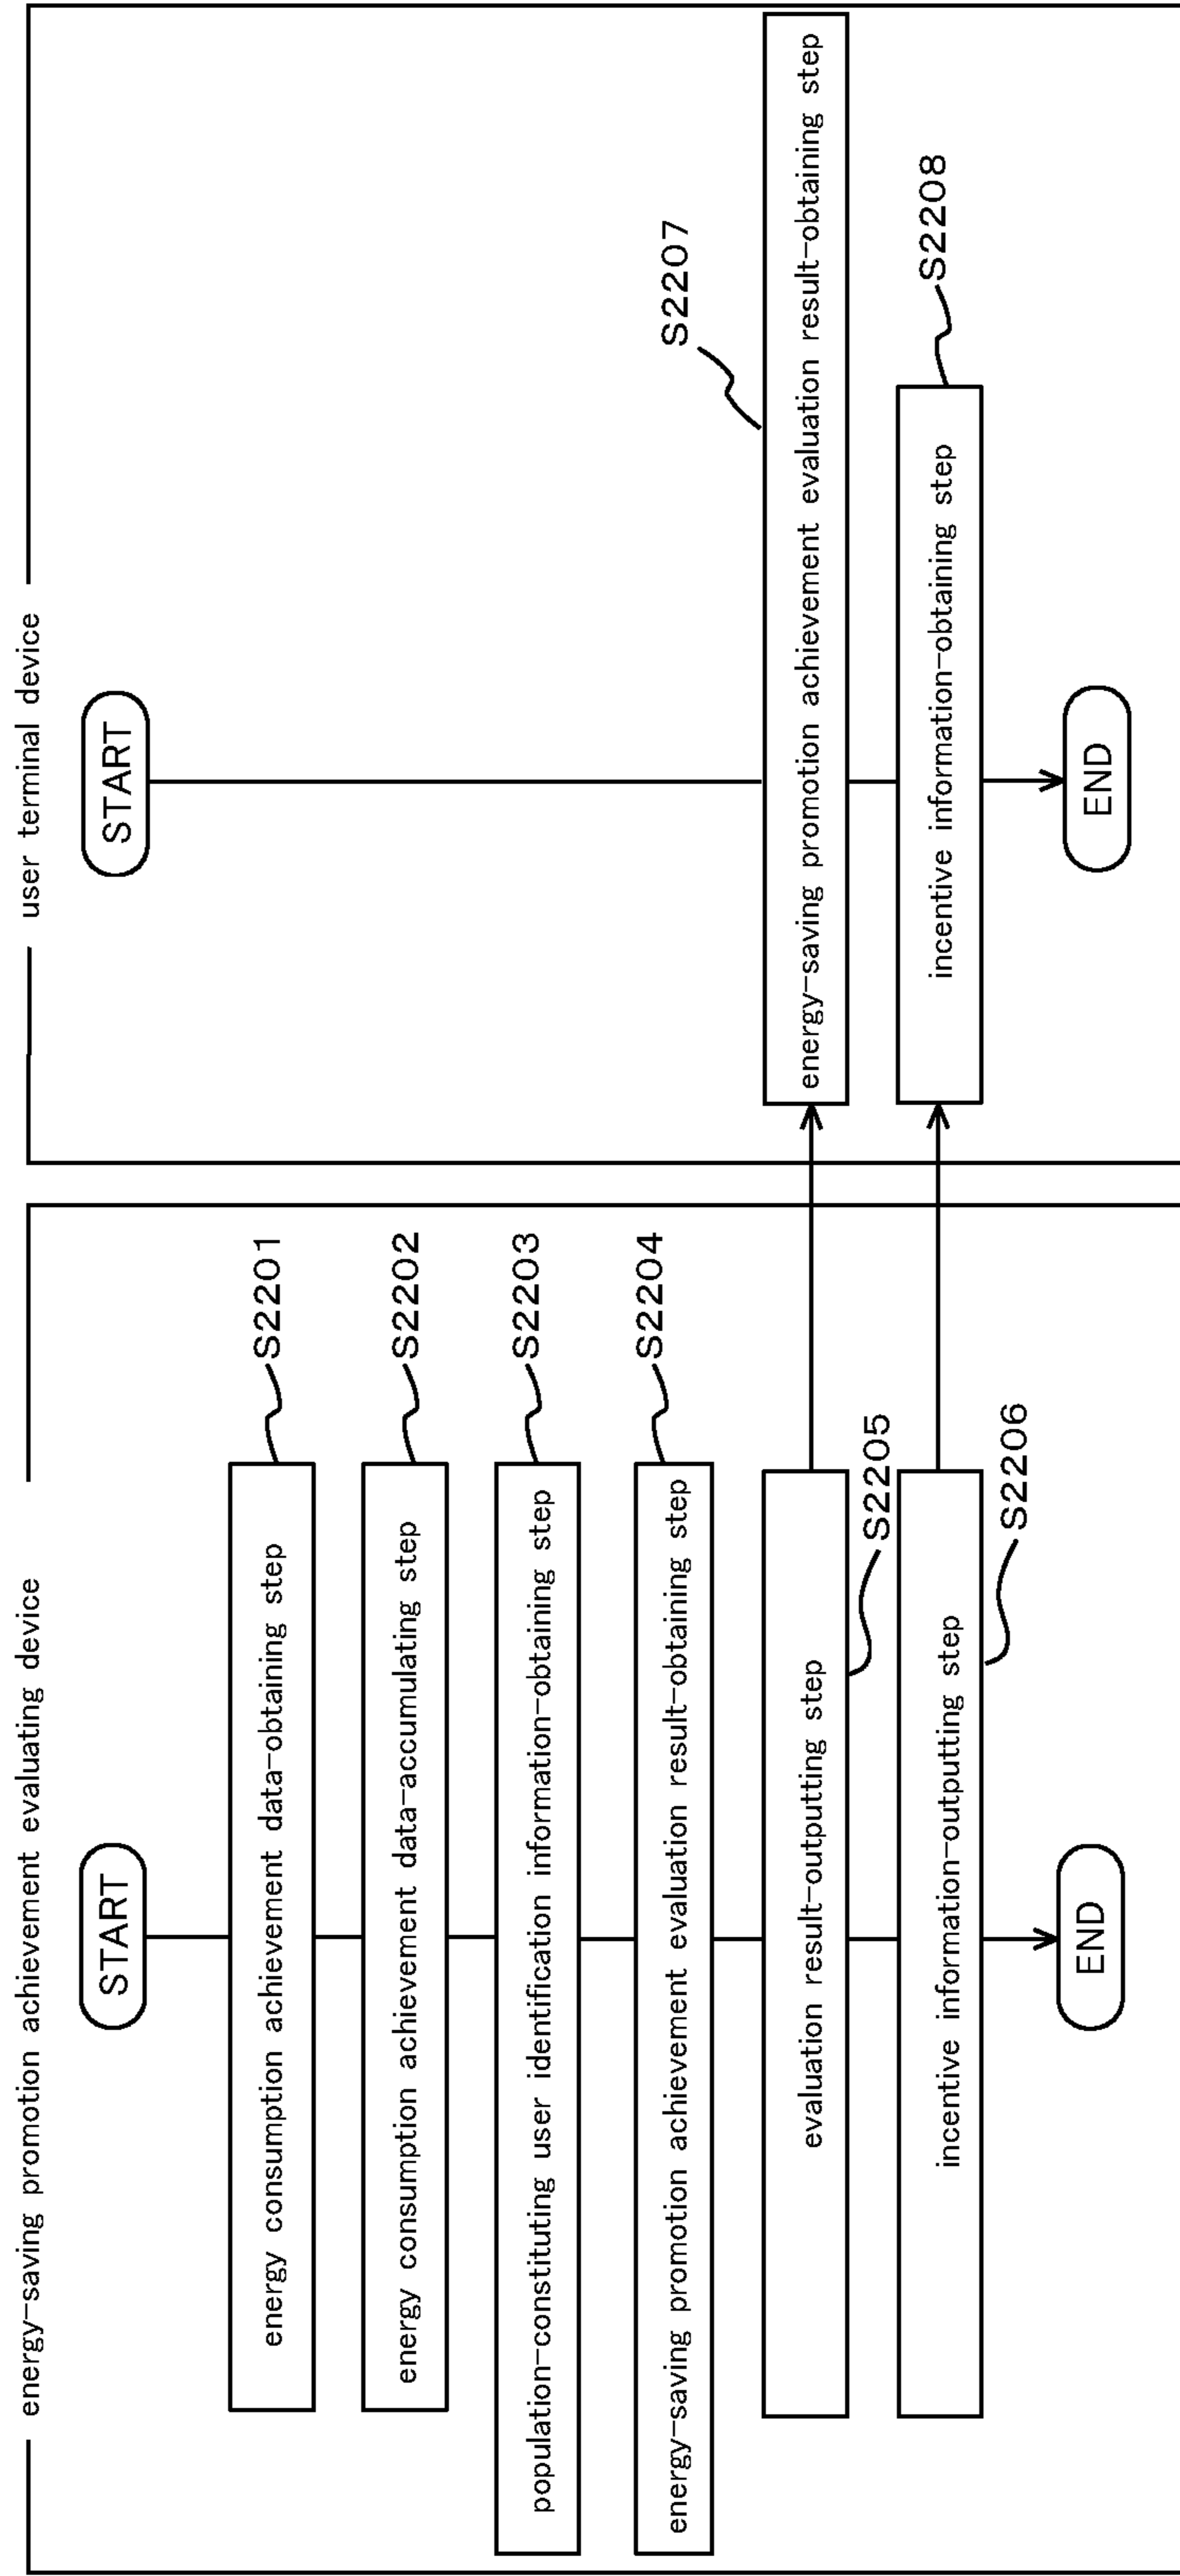 energy-saving promotion achievement evaluating device
START
energy consumption achievement data-obtaining step
S2201
energy consumption achievement data-accumulating step
S2202
population-constituting user identification information-obtaining step
S2203
energy-saving promotion achievement evaluation result-obtaining step
S2204
evaluation result-outputting step
S2205
incentive information-outputting step
S2206
END
user terminal device
START
S2207
energy-saving promotion achievement evaluation result-obtaining step
incentive information-obtaining step
S2208
END